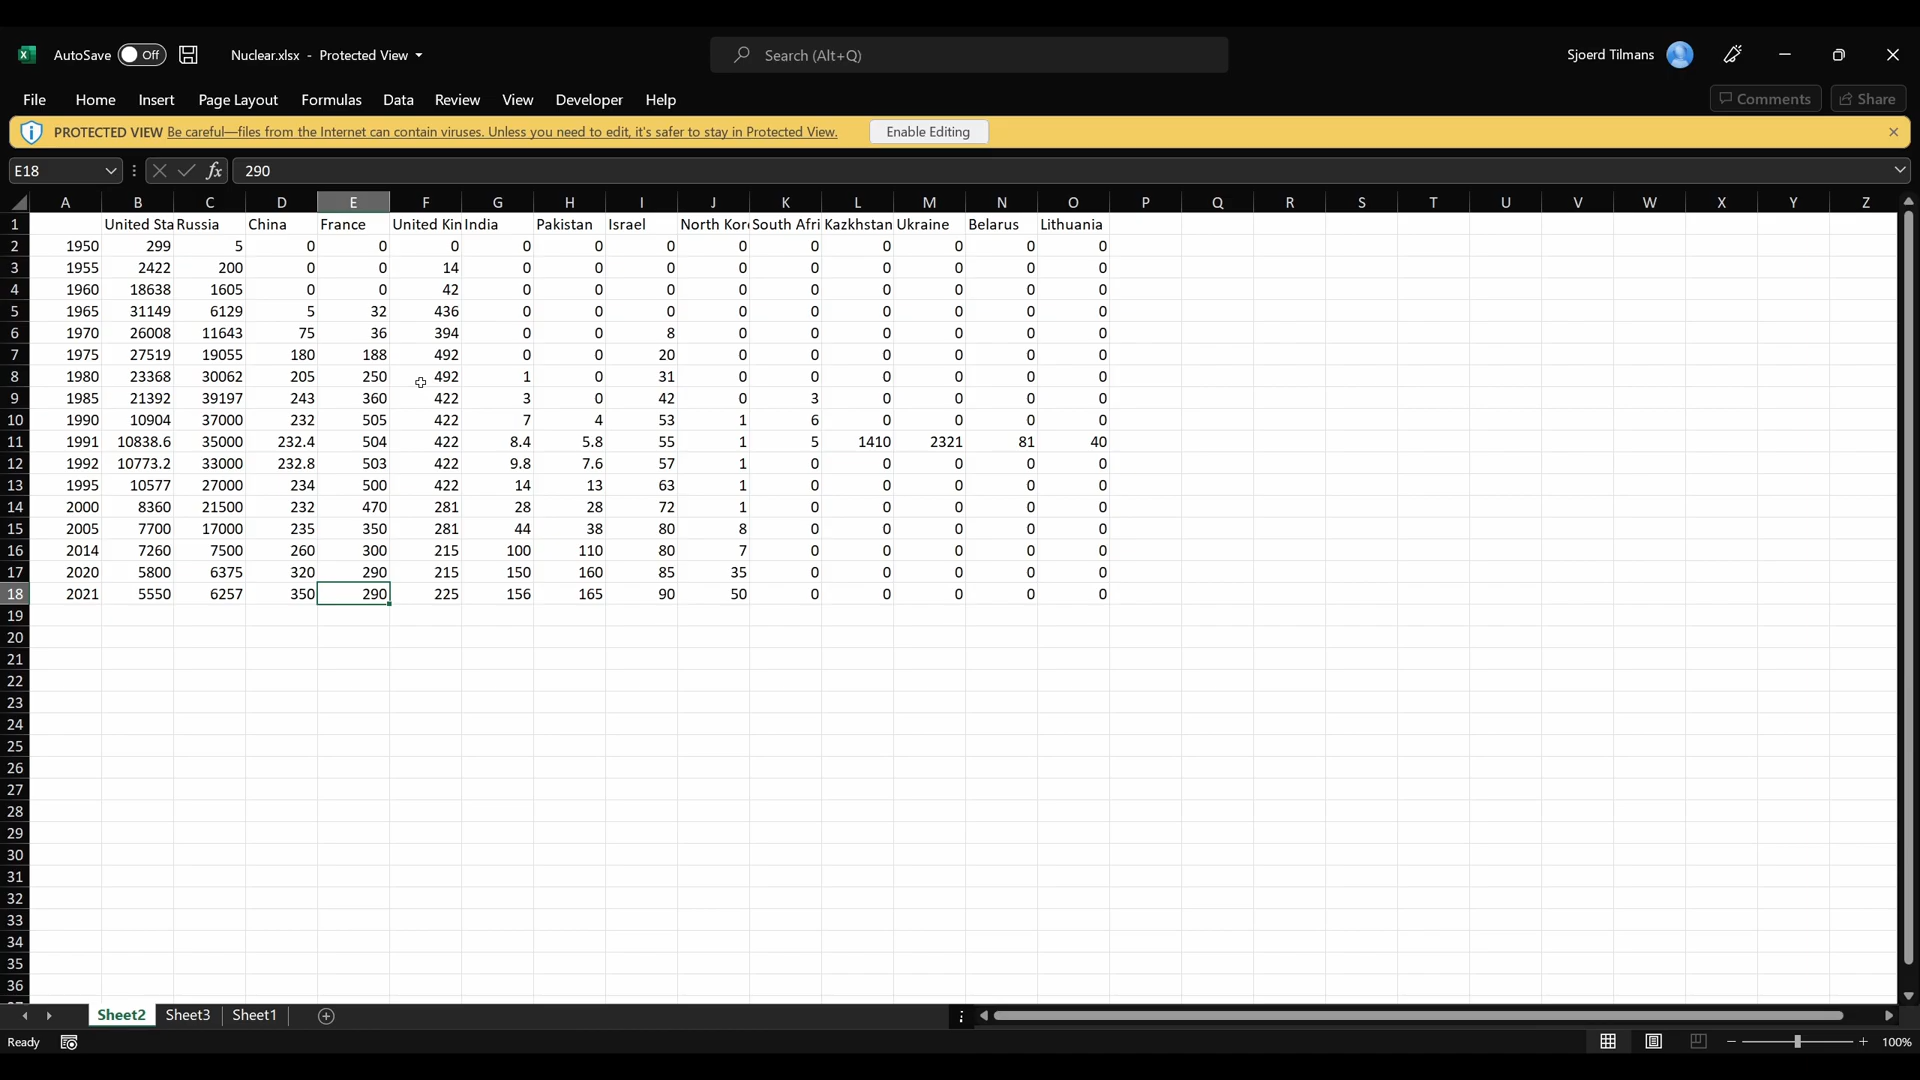 AutoSave Off Nuclear.xlsx - Protected View Search (Alt+Q) Sjoerd Tilmans
File Home Insert Page Layout Formulas Data Review View Developer Help Comments Share
PROTECTED VIEW Be careful—files from the Internet can contain viruses. Unless you need to edit, it's safer to stay in Protected View. Enable Editing
E18 fx 290
A B C D E F G H I J K L M N O P Q R S T U V W X Y Z
1 United Sta Russia China France United Kin India Pakistan Israel North Kor South Afri Kazkhstan Ukraine Belarus Lithuania
2 1950 299 5 0 0 0 0 0 0 0 0 0 0 0 0
3 1955 2422 200 0 0 14 0 0 0 0 0 0 0 0 0
4 1960 18638 1605 0 0 42 0 0 0 0 0 0 0 0 0
5 1965 31149 6129 5 32 436 0 0 0 0 0 0 0 0 0
6 1970 26008 11643 75 36 394 0 0 8 0 0 0 0 0 0
7 1975 27519 19055 180 188 492 0 0 20 0 0 0 0 0 0
8 1980 23368 30062 205 250 492 1 0 31 0 0 0 0 0 0
9 1985 21392 39197 243 360 422 3 0 42 0 3 0 0 0 0
10 1990 10904 37000 232 505 422 7 4 53 1 6 0 0 0 0
11 1991 10838.6 35000 232.4 504 422 8.4 5.8 55 1 5 1410 2321 81 40
12 1992 10773.2 33000 232.8 503 422 9.8 7.6 57 1 0 0 0 0 0
13 1995 10577 27000 234 500 422 14 13 63 1 0 0 0 0 0
14 2000 8360 21500 232 470 281 28 28 72 1 0 0 0 0 0
15 2005 7700 17000 235 350 281 44 38 80 8 0 0 0 0 0
16 2014 7260 7500 260 300 215 100 110 80 7 0 0 0 0 0
17 2020 5800 6375 320 290 215 150 160 85 35 0 0 0 0 0
18 2021 5550 6257 350 290 225 156 165 90 50 0 0 0 0 0
19
20
21
22
23
24
25
26
27
28
29
30
31
32
33
34
35
36
Sheet2 Sheet3 Sheet1
Ready 100%